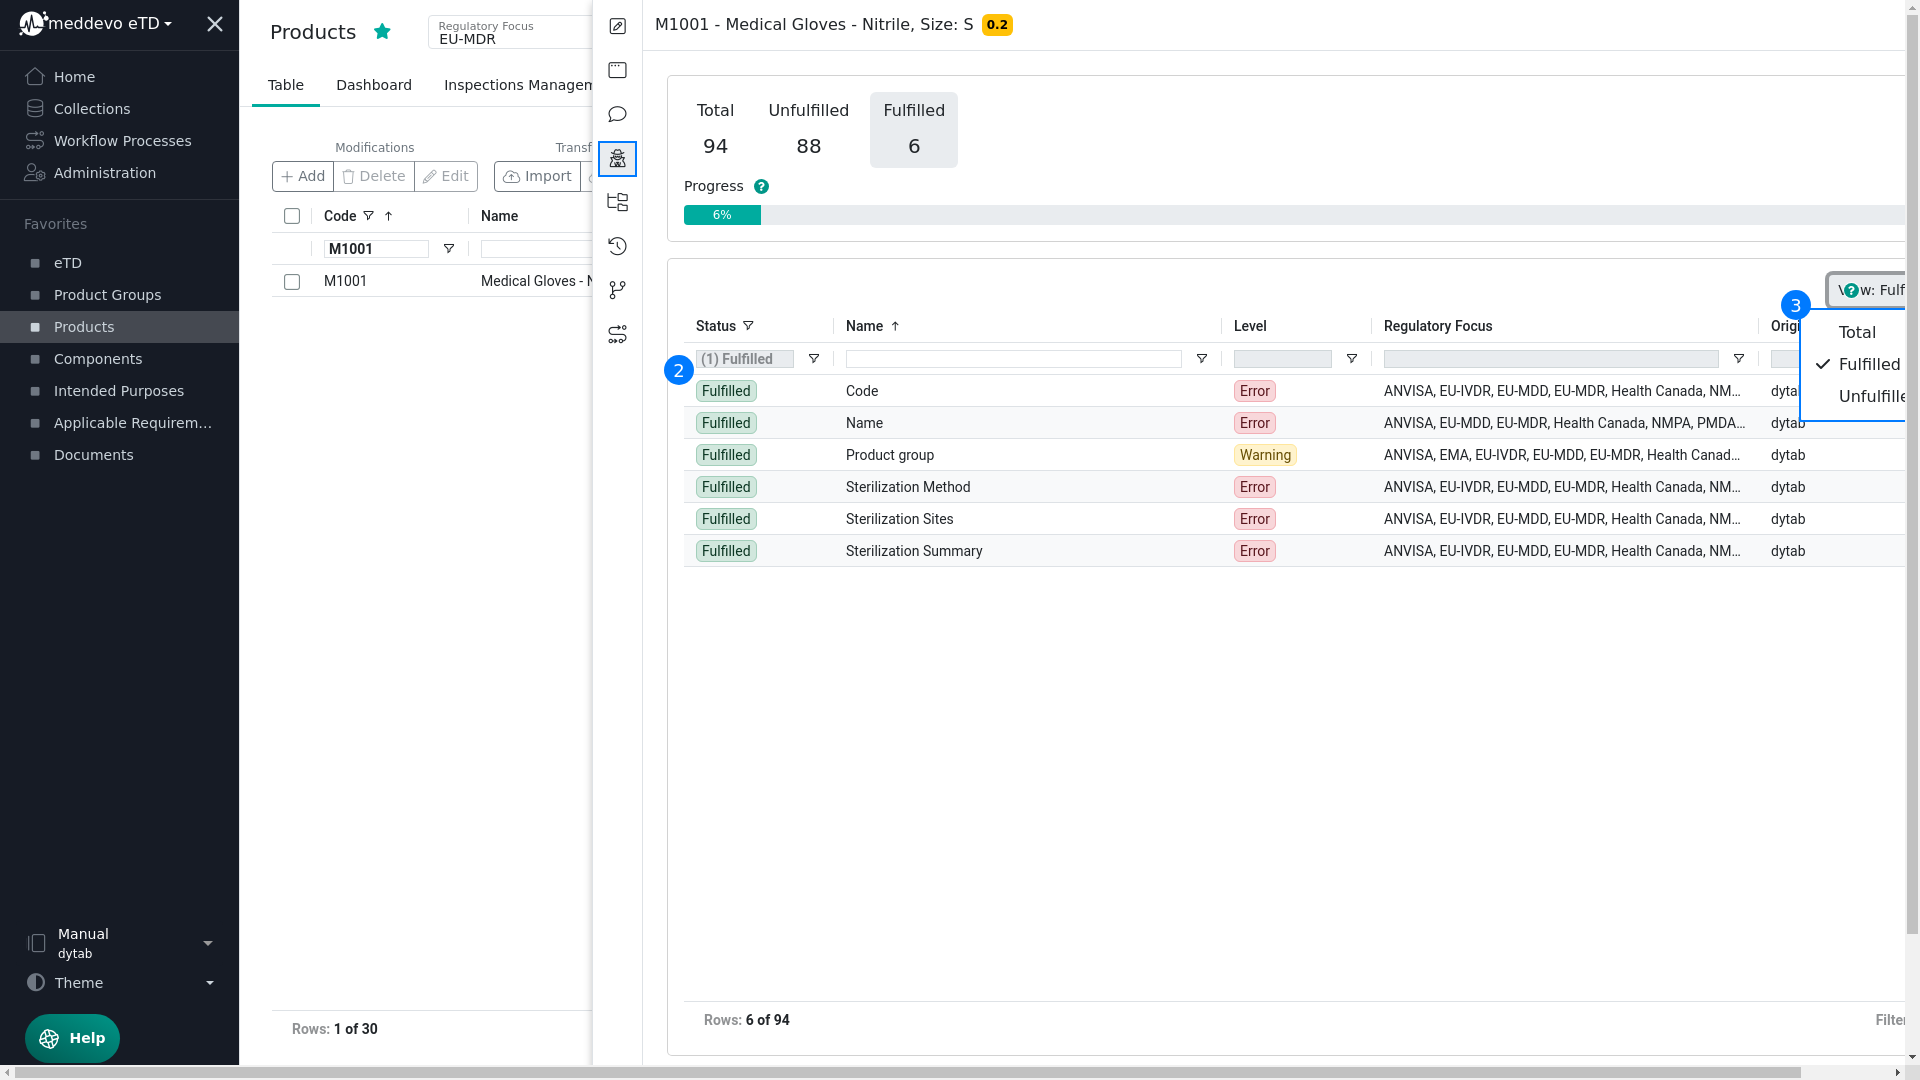 meddevo eTD
Home
Collections
Workflow Processes
Administration
Favorites
eTD
Product Groups
Products
Components
Intended Purposes
Applicable Requirem...
Documents
Manual
dytab
Theme
Help
Products
Regulatory Focus
EU-MDR
Table
Dashboard
Inspections Managem
Modifications
Transf
Add
Delete
Edit
Import
Code
Name
M1001
M1001
Medical Gloves - N
Rows: 1 of 30
M1001 - Medical Gloves - Nitrile, Size: S
0.2
Total
94
Unfulfilled
88
Fulfilled
6
Progress ?
6%
w: Fulf
3
Total
Fulfilled
Unfulfille
Status
Name
Level
Regulatory Focus
Origi
(1) Fulfilled
2
Fulfilled Code Error ANVISA, EU-IVDR, EU-MDD, EU-MDR, Health Canada, NM... dyta
Fulfilled Name Error ANVISA, EU-MDD, EU-MDR, Health Canada, NMPA, PMDA... dytab
Fulfilled Product group Warning ANVISA, EMA, EU-IVDR, EU-MDD, EU-MDR, Health Canad... dytab
Fulfilled Sterilization Method Error ANVISA, EU-IVDR, EU-MDD, EU-MDR, Health Canada, NM... dytab
Fulfilled Sterilization Sites Error ANVISA, EU-IVDR, EU-MDD, EU-MDR, Health Canada, NM... dytab
Fulfilled Sterilization Summary Error ANVISA, EU-IVDR, EU-MDD, EU-MDR, Health Canada, NM... dytab
Rows: 6 of 94
Filter